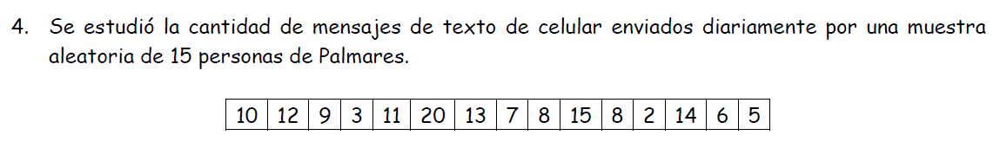 4. Se estudió la cantidad de mensajes de texto de celular enviados diariamente por una muestra
aleatoria de 15 personas de Palmares.
10 12 9 3 11 20 13 7 8 15 8 2 14 6 5